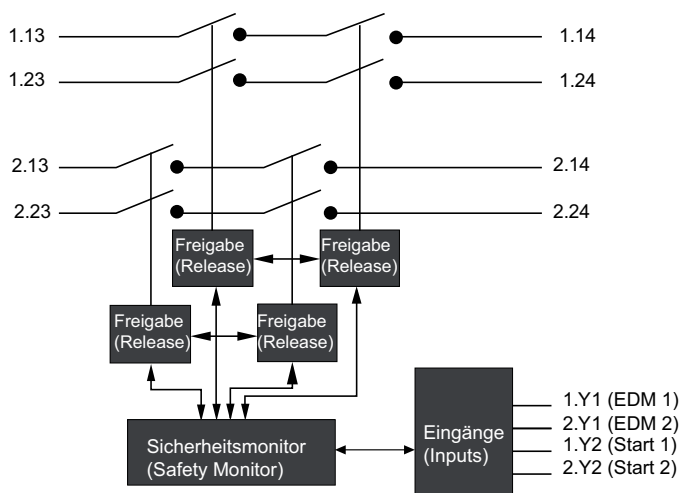 1.13 1.14
1.23 1.24
2.13 2.14
2.23 2.24
Freigabe
(Release)
Freigabe
(Release)
Freigabe
(Release)
Freigabe
(Release)
Sicherheitsmonitor
(Safety Monitor)
Eingänge
(Inputs)
1.Y1 (EDM 1)
2.Y1 (EDM 2)
1.Y2 (Start 1)
2.Y2 (Start 2)